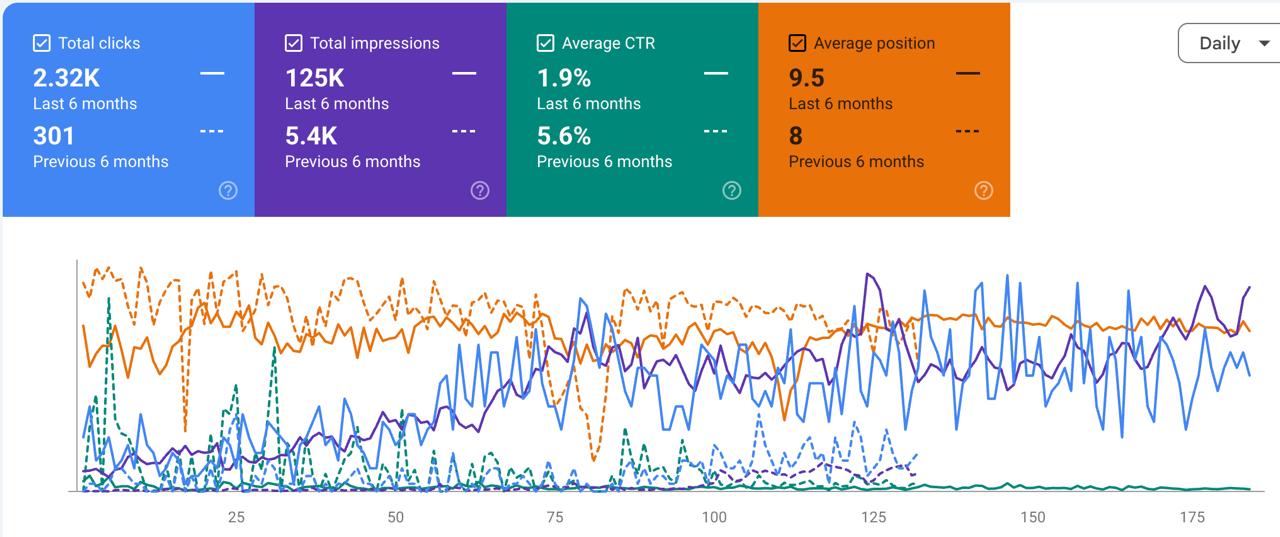 Total clicks
2.32K
Last 6 months
301
Previous 6 months
Total impressions
125K
Last 6 months
5.4K
Previous 6 months
Average CTR
1.9%
Last 6 months
5.6%
Previous 6 months
Average position
9.5
Last 6 months
8
Previous 6 months
Daily
25 50 75 100 125 150 175